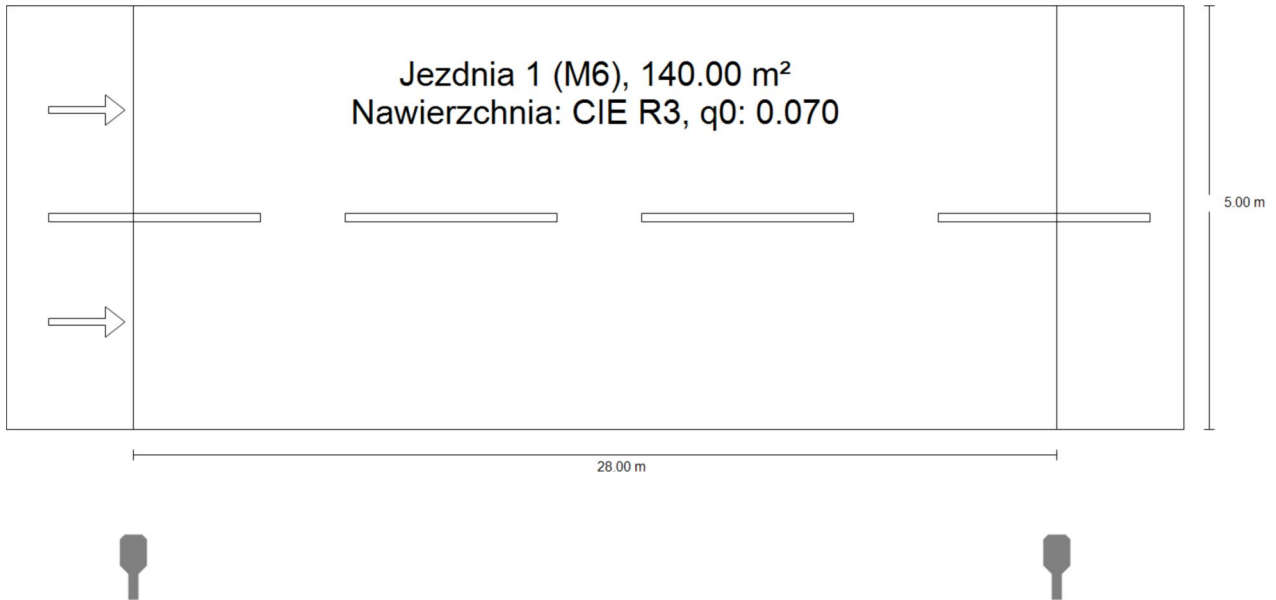 Jezdnia 1 (M6), 140.00 m²
Nawierzchnia: CIE R3, q0: 0.070
5.00 m
28.00 m